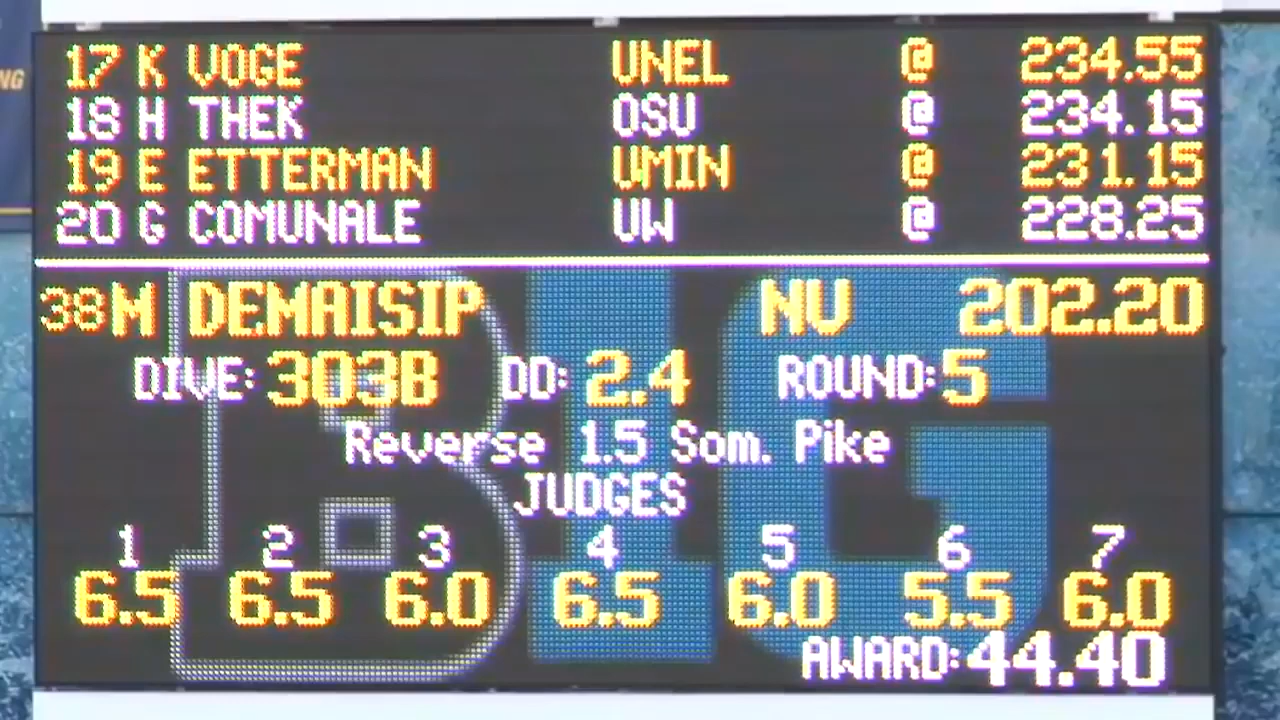 17 K VOGE UNEL @ 234.55
18 H THEK OSU @ 234.15
19 E ETTERMAN UMIN @ 231.15
20 G COMUNALE UW @ 228.25
38 M DEMAISIP NU 202.20
DIVE: 303B DD: 2.4 ROUND: 5
Reverse 1.5 Som. Pike
JUDGES
1 2 3 4 5 6 7
6.5 6.5 6.0 6.5 6.0 5.5 6.0
AWARD: 44.40
B1G
NG